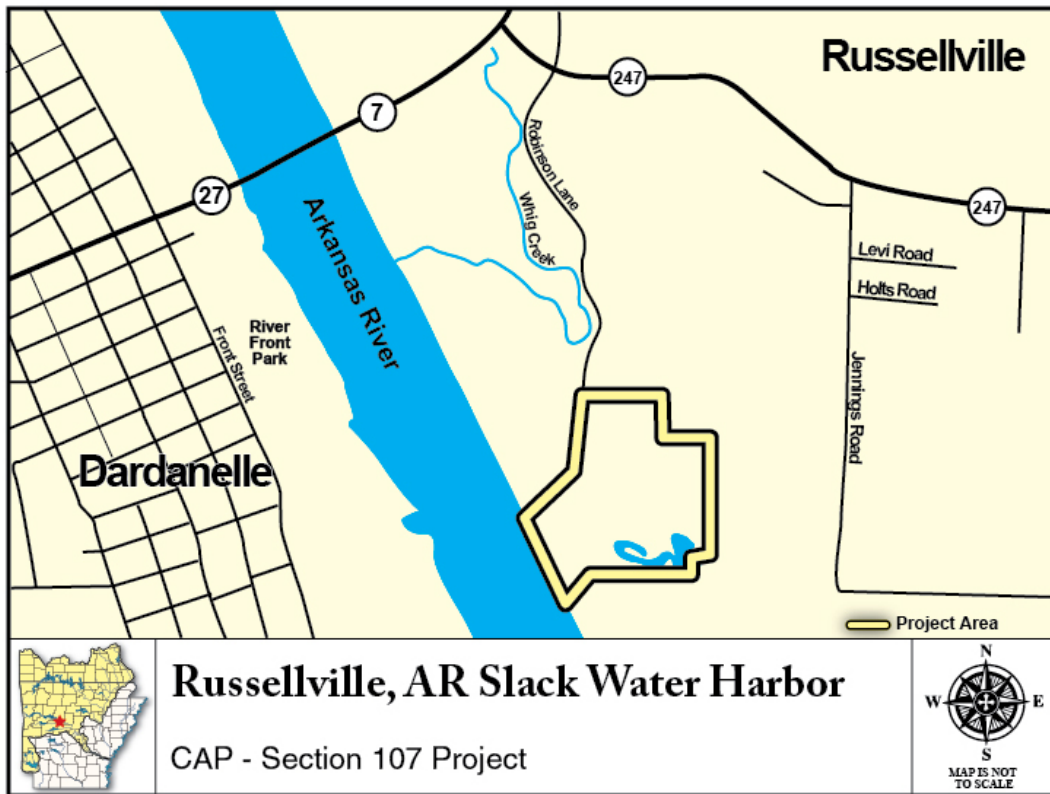 Russellville
247
7
Robinson Lane
27
Whig Creek
247
Arkansas River
Levi Road
Holts Road
River
Front
Park
Front Street
Jennings Road
Dardanelle
Project Area
Russellville, AR Slack Water Harbor
CAP - Section 107 Project
N
W
E
S
MAP IS NOT
TO SCALE